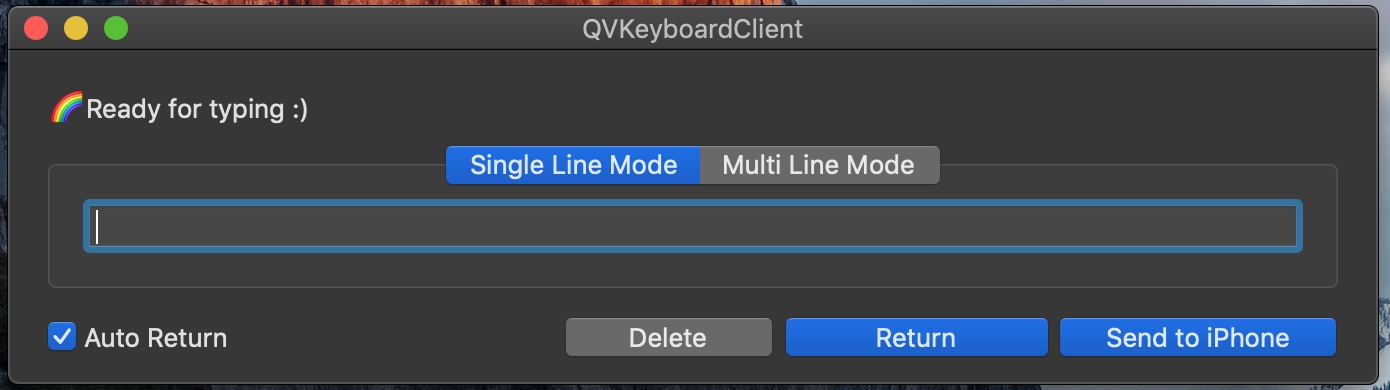 QVKeyboardClient
🌈Ready for typing :)
Single Line Mode Multi Line Mode
Auto Return Delete Return Send to iPhone